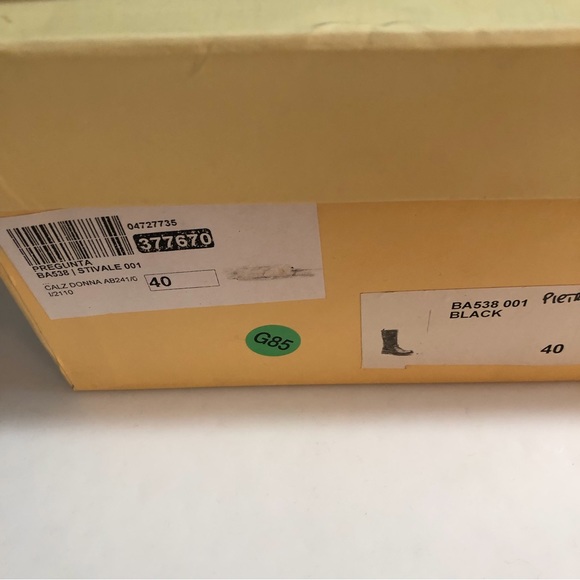 04727735
377670
PREGUNTA
BA538 | STIVALE 001
CALZ.DONNA AB241/0
I/2110
40
G85
BA538 001
BLACK
40